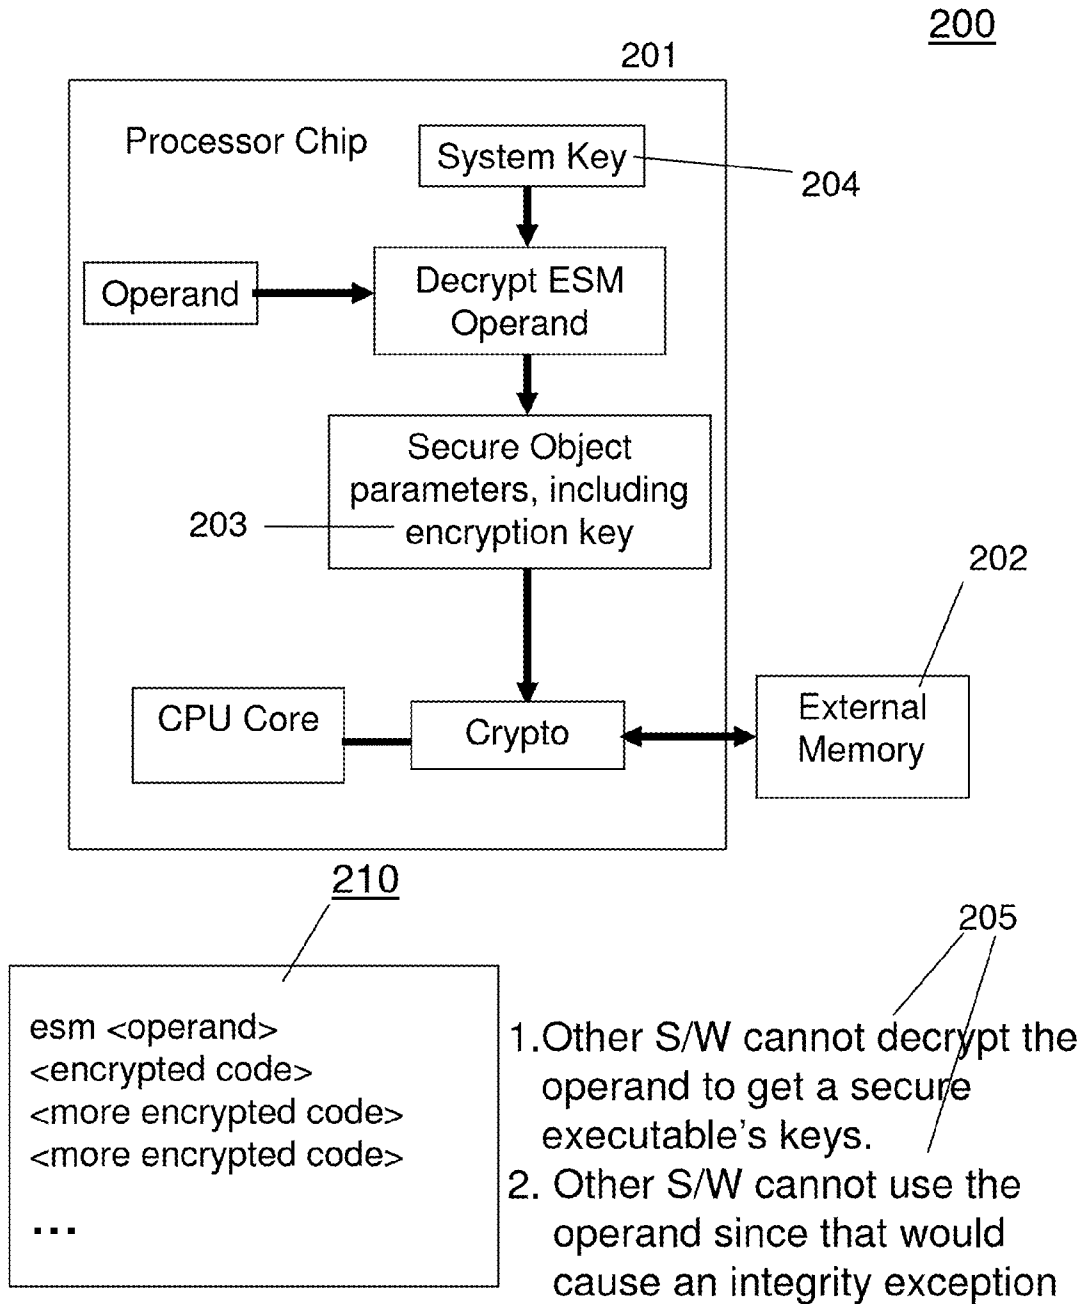 200
201
Processor Chip
System Key
204
Operand
Decrypt ESM
Operand
Secure Object
parameters, including
encryption key
203
202
CPU Core
Crypto
External
Memory
210
205
esm <operand>
<encrypted code>
<more encrypted code>
<more encrypted code>
...
1.Other S/W cannot decrypt the
operand to get a secure
executable's keys.
2. Other S/W cannot use the
operand since that would
cause an integrity exception